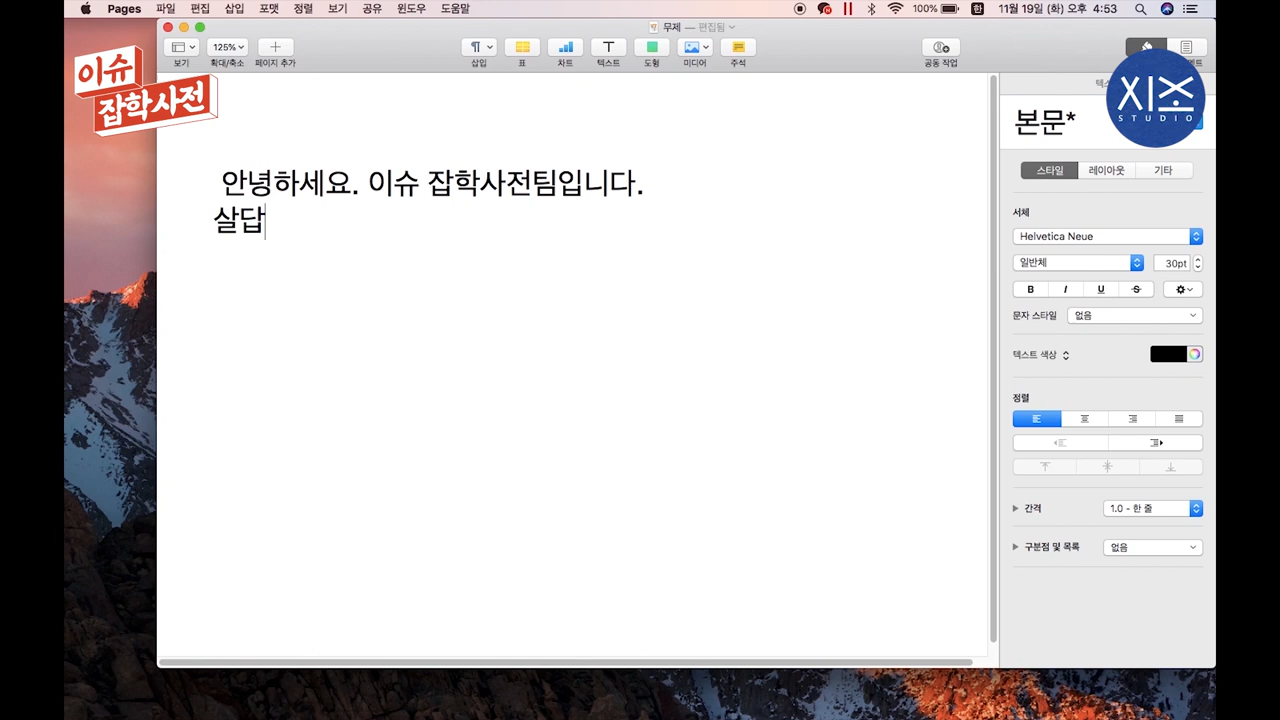 Pages 파일 편집 삽입 포맷 정렬 보기 공유 윈도우 도움말 100% 한 11월 19일 (화) 오후 4:53
무제 — 편집됨
125%
보기 확대/축소 페이지 추가 삽입 표 차트 텍스트 도형 미디어 주석 공동 작업
이슈
잡학사전
지조
STUDIO
본문*
안녕하세요. 이슈 잡학사전팀입니다.
살답
스타일 레이아웃 기타
서체
Helvetica Neue
일반체 30pt
B I U S
문자 스타일 없음
텍스트 색상
정렬
간격 1.0 - 한 줄
구분점 및 목록 없음